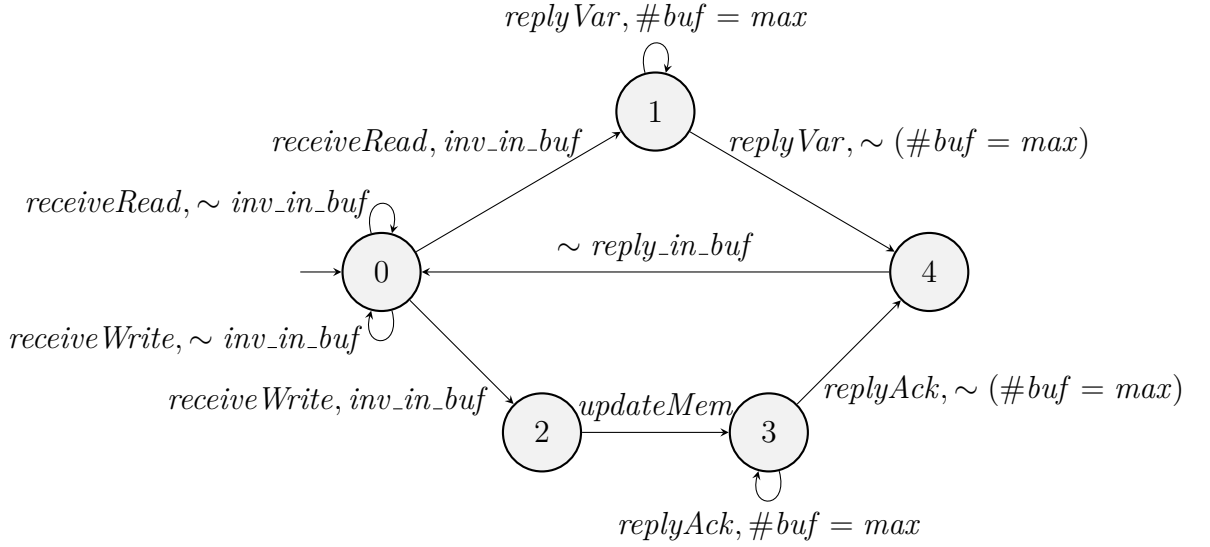 replyVar, #buf = max
1
receiveRead, inv_in_buf
replyVar, ∼ (#buf = max)
receiveRead, ∼ inv_in_buf
∼ reply_in_buf
0
4
receiveWrite, ∼ inv_in_buf
receiveWrite, inv_in_buf
updateMem
replyAck, ∼ (#buf = max)
2
3
replyAck, #buf = max